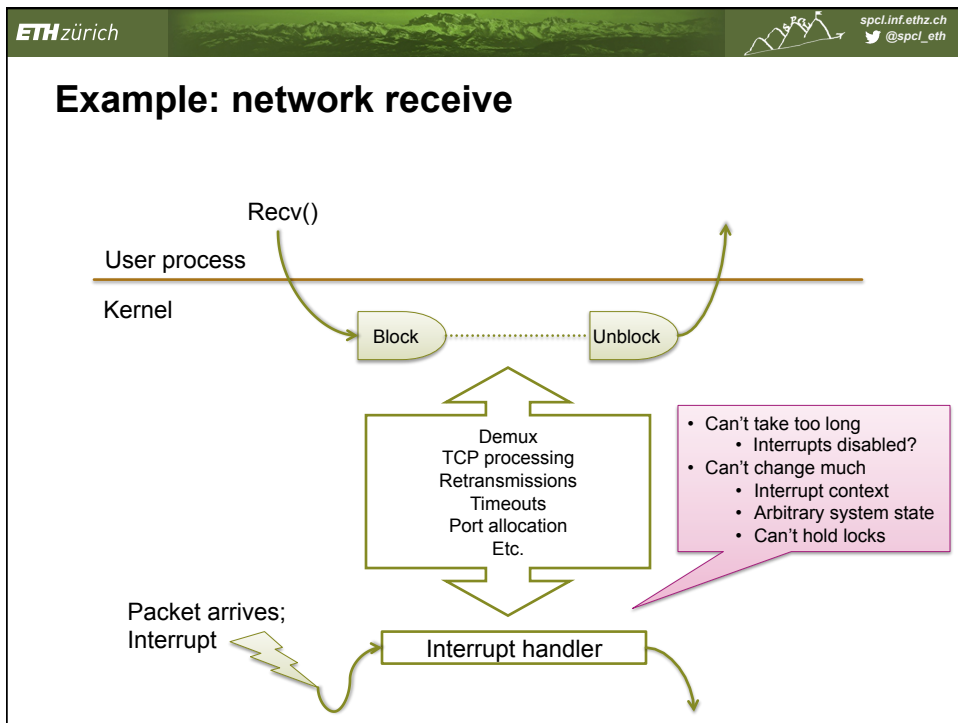 ETH zürich
spcl.inf.ethz.ch
@spcl_eth
Example: network receive
Recv()
User process
Kernel
Block
Unblock
Demux
TCP processing
Retransmissions
Timeouts
Port allocation
Etc.
• Can't take too long
• Interrupts disabled?
• Can't change much
• Interrupt context
• Arbitrary system state
• Can't hold locks
Packet arrives;
Interrupt
Interrupt handler